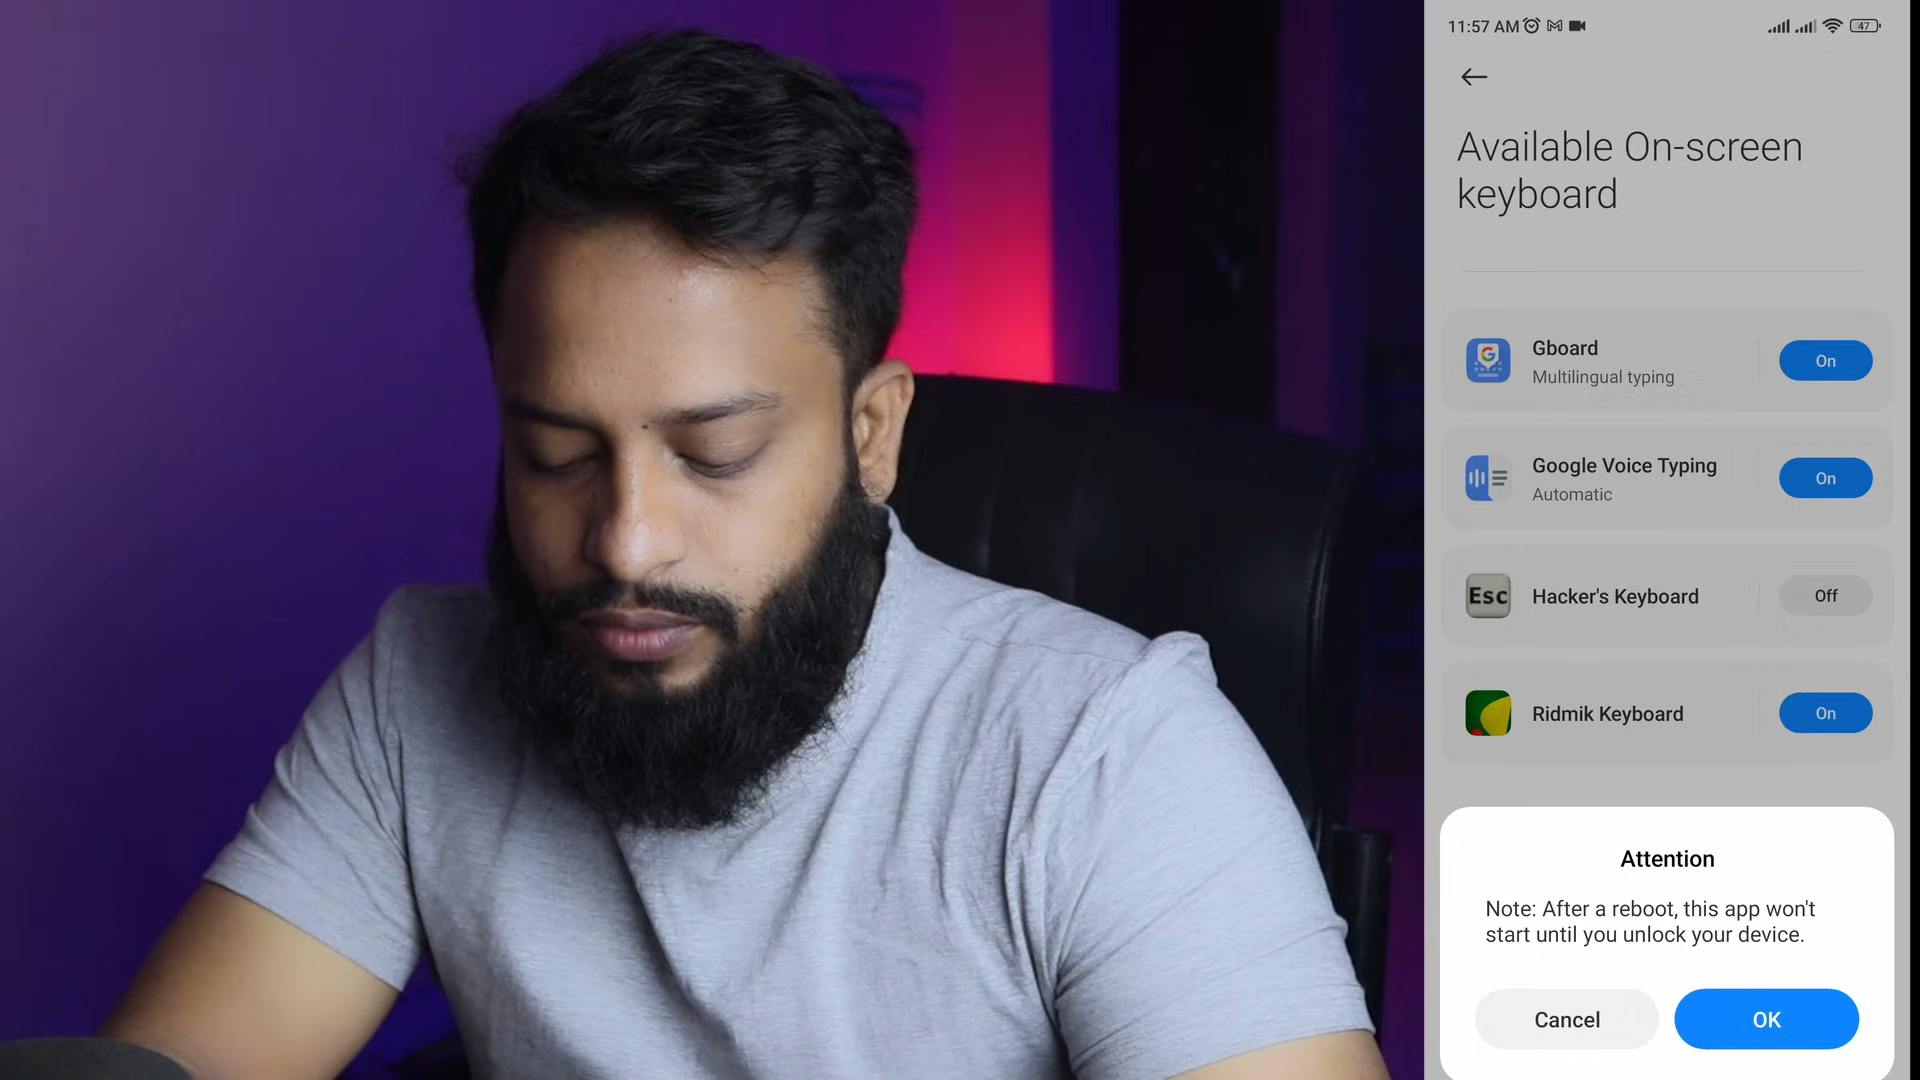 11:57 AM
47
Available On-screen
keyboard
Gboard
Multilingual typing
On
Google Voice Typing
Automatic
On
Esc
Hacker's Keyboard
Off
Ridmik Keyboard
On
Attention
Note: After a reboot, this app won't
start until you unlock your device.
Cancel
OK